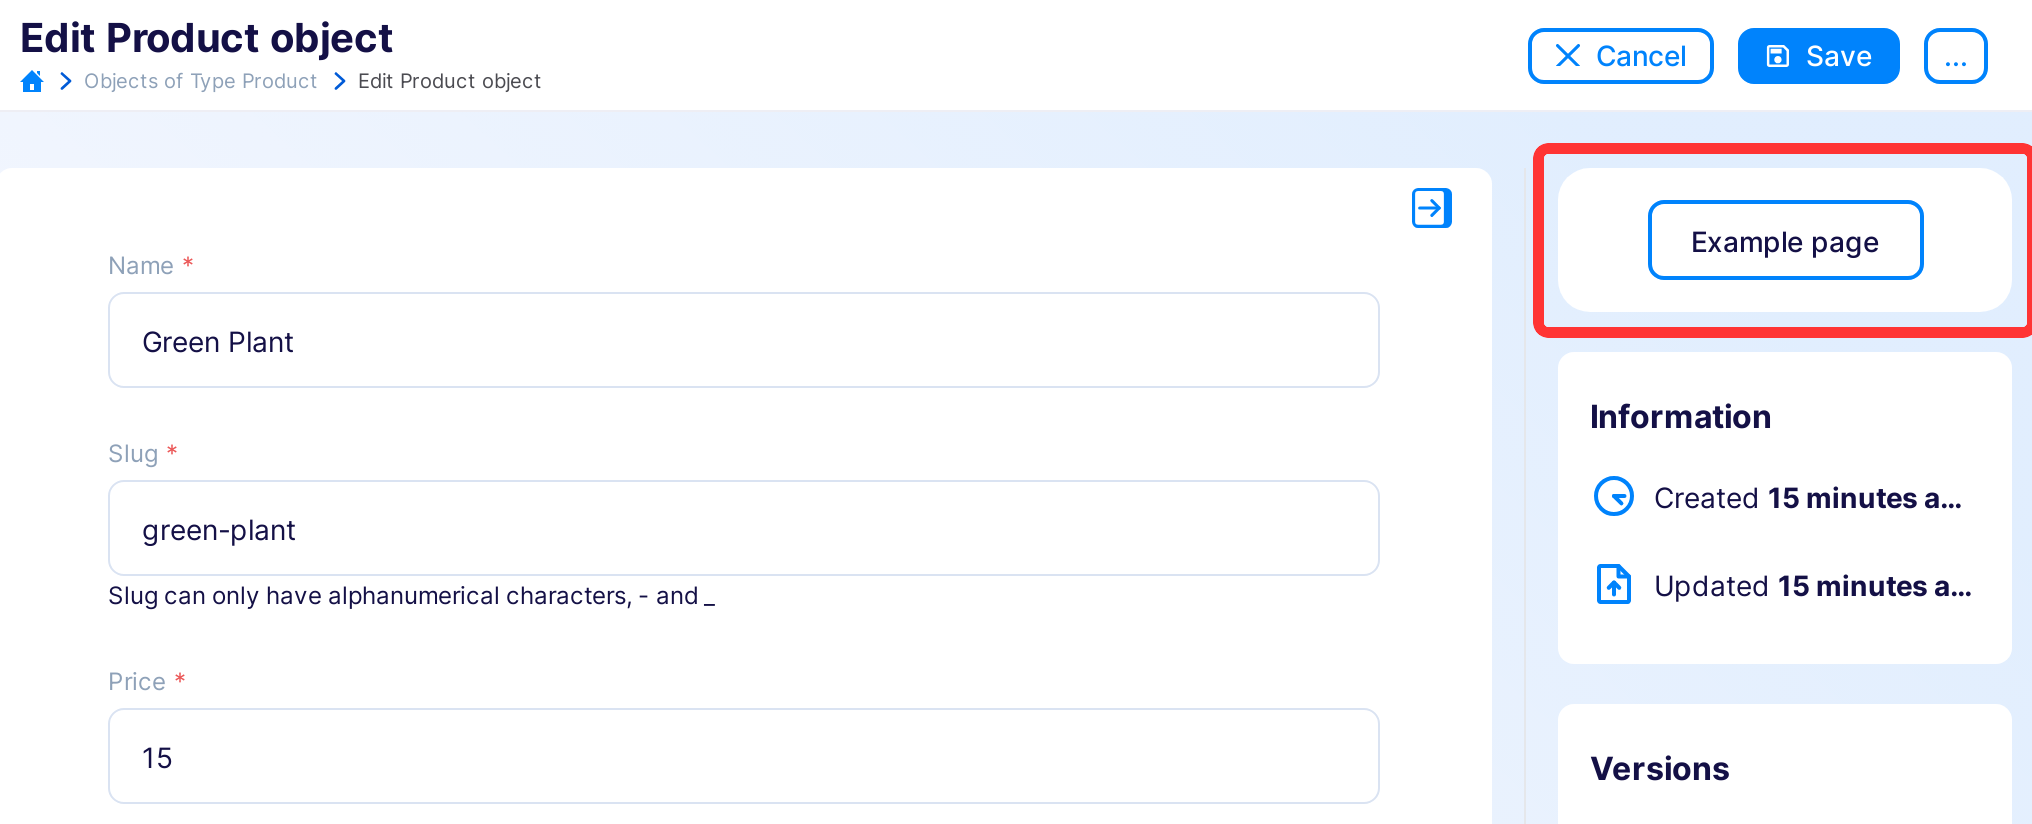 Edit Product object
Objects of Type Product Edit Product object
Cancel
Save
...
Name *
Green Plant
Slug *
green-plant
Slug can only have alphanumerical characters, - and _
Price *
15
Example page
Information
Created 15 minutes a...
Updated 15 minutes a...
Versions